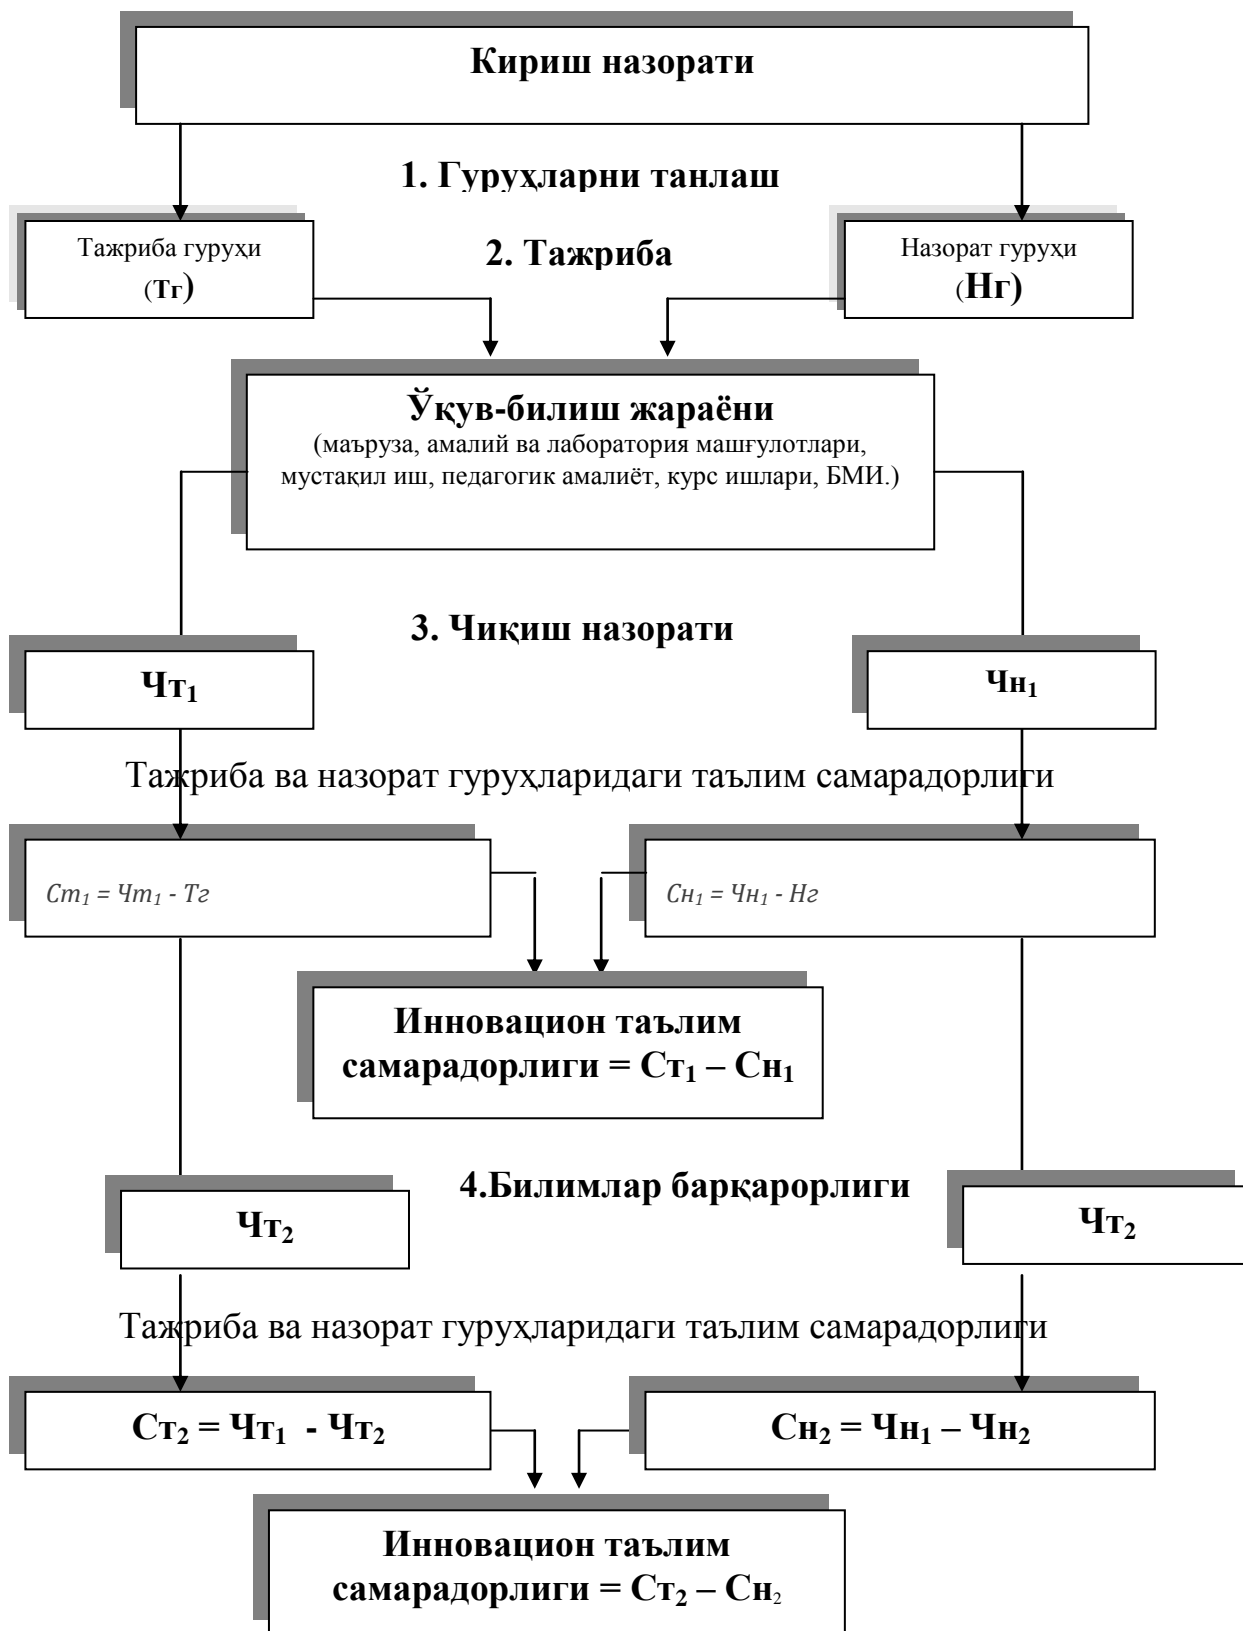 Кириш назорати
1. Гуруҳларни танлаш
Тажриба гуруҳи
(Тг)
2. Тажриба
Назорат гуруҳи
(Нг)
Ўқув-билиш жараёни
(маъруза, амалий ва лаборатория машғулотлари,
мустақил иш, педагогик амалиёт, курс ишлари, БМИ.)
3. Чиқиш назорати
Чт₁
Чн₁
Тажриба ва назорат гуруҳларидаги таълим самарадорлиги
Ст₁ = Чт₁ - Тг
Сн₁ = Чн₁ - Нг
Инновацион таълим
самарадорлиги = Ст₁ – Сн₁
4.Билимлар барқарорлиги
Чт₂
Чт₂
Тажриба ва назорат гуруҳларидаги таълим самарадорлиги
Ст₂ = Чт₁ - Чт₂
Сн₂ = Чн₁ – Чн₂
Инновацион таълим
самарадорлиги = Ст₂ – Сн₂